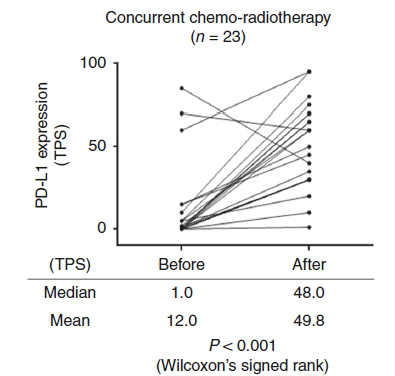 Concurrent chemo-radiotherapy
(n = 23)
100
50
0
PD-L1 expression
(TPS)
(TPS) Before After
Median 1.0 48.0
Mean 12.0 49.8
P < 0.001
(Wilcoxon's signed rank)